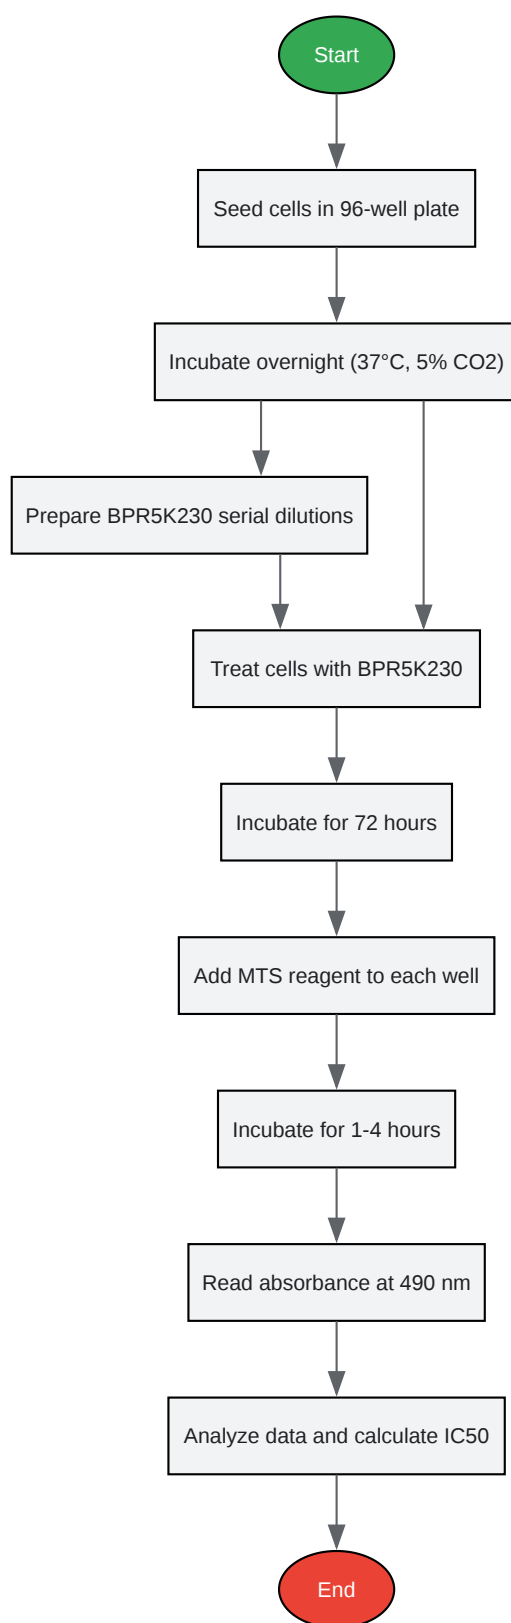 Start
Seed cells in 96-well plate
Incubate overnight (37°C, 5% CO2)
Prepare BPR5K230 serial dilutions
Treat cells with BPR5K230
Incubate for 72 hours
Add MTS reagent to each well
Incubate for 1-4 hours
Read absorbance at 490 nm
Analyze data and calculate IC50
End